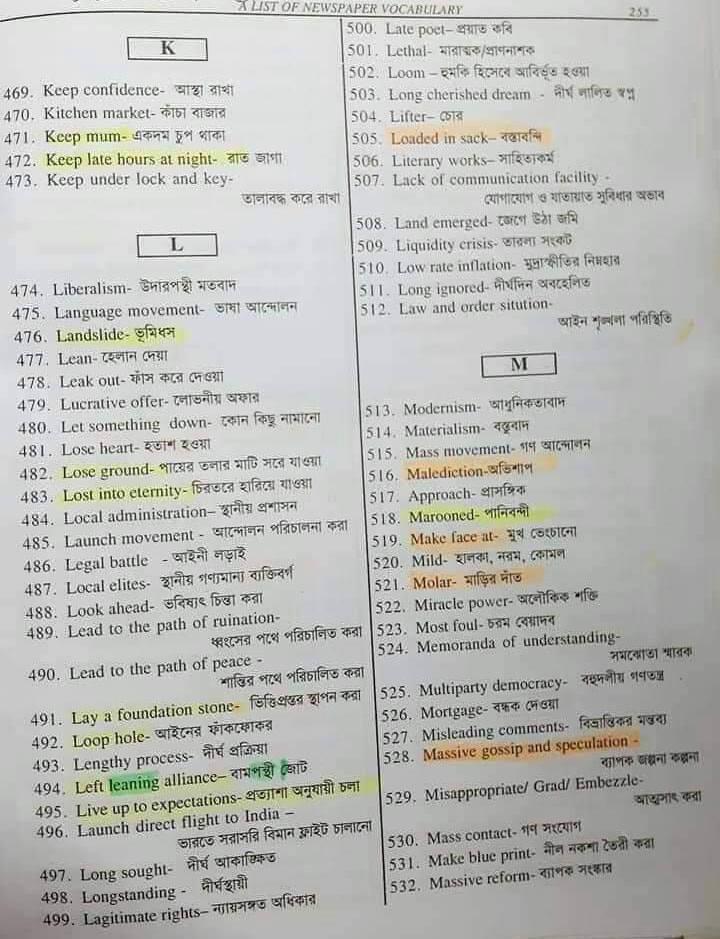 A LIST OF NEWSPAPER VOCABULARY
255
K
469. Keep confidence- আস্থা রাখা
470. Kitchen market- কাঁচা বাজার
471. Keep mum- একদম চুপ থাকা
472. Keep late hours at night- রাত জাগা
473. Keep under lock and key-
তালাবদ্ধ করে রাখা
L
474. Liberalism- উদারপন্থী মতবাদ
475. Language movement- ভাষা আন্দোলন
476. Landslide- ভূমিধস
477. Lean- হেলান দেয়া
478. Leak out- ফাঁস করে দেওয়া
479. Lucrative offer- লোভনীয় অফার
480. Let something down- কোন কিছু নামানো
481. Lose heart- হতাশ হওয়া
482. Lose ground- পায়ের তলার মাটি সরে যাওয়া
483. Lost into eternity- চিরতরে হারিয়ে যাওয়া
484. Local administration– স্থানীয় প্রশাসন
485. Launch movement - আন্দোলন পরিচালনা করা
486. Legal battle - আইনী লড়াই
487. Local elites- স্থানীয় গণ্যমান্য ব্যক্তিবর্গ
488. Look ahead- ভবিষ্যৎ চিন্তা করা
489. Lead to the path of ruination-
ধ্বংসের পথে পরিচালিত করা
490. Lead to the path of peace -
শান্তির পথে পরিচালিত করা
491. Lay a foundation stone- ভিত্তিপ্রস্তর স্থাপন করা
492. Loop hole- আইনের ফাঁকফোকর
493. Lengthy process- দীর্ঘ প্রক্রিয়া
494. Left leaning alliance– বামপন্থী জোট
495. Live up to expectations- প্রত্যাশা অনুযায়ী চলা
496. Launch direct flight to India –
ভারতে সরাসরি বিমান ফ্লাইট চালানো
497. Long sought- দীর্ঘ আকাঙ্ক্ষিত
498. Longstanding - দীর্ঘস্থায়ী
499. Lagitimate rights– ন্যায়সঙ্গত অধিকার
500. Late poet– প্রয়াত কবি
501. Lethal- মারাত্মক/প্রাণনাশক
502. Loom – হুমকি হিসেবে আবির্ভূত হওয়া
503. Long cherished dream - দীর্ঘ লালিত স্বপ্ন
504. Lifter– চোর
505. Loaded in sack– বস্তাবন্দি
506. Literary works– সাহিত্যকর্ম
507. Lack of communication facility -
যোগাযোগ ও যাতায়াত সুবিধার অভাব
508. Land emerged- জেগে উঠা জমি
509. Liquidity crisis- তারল্য সংকট
510. Low rate inflation- মুদ্রাস্ফীতির নিম্নহার
511. Long ignored- দীর্ঘদিন অবহেলিত
512. Law and order sitution-
আইন শৃঙ্খলা পরিস্থিতি
M
513. Modernism- আধুনিকতাবাদ
514. Materialism- বস্তুবাদ
515. Mass movement- গণ আন্দোলন
516. Malediction-অভিশাপ
517. Approach- প্রাসঙ্গিক
518. Marooned- পানিবন্দী
519. Make face at- মুখ ভেংচানো
520. Mild- হালকা, নরম, কোমল
521. Molar- মাড়ির দাঁত
522. Miracle power- অলৌকিক শক্তি
523. Most foul- চরম বেয়াদব
524. Memoranda of understanding-
সমঝোতা স্মারক
525. Multiparty democracy- বহুদলীয় গণতন্ত্র
526. Mortgage- বন্ধক দেওয়া
527. Misleading comments- বিভ্রান্তিকর মন্তব্য
528. Massive gossip and speculation -
ব্যাপক জল্পনা কল্পনা
529. Misappropriate/ Grad/ Embezzle-
আত্মসাৎ করা
530. Mass contact- গণ সংযোগ
531. Make blue print- নীল নকশা তৈরী করা
532. Massive reform- ব্যাপক সংস্কার